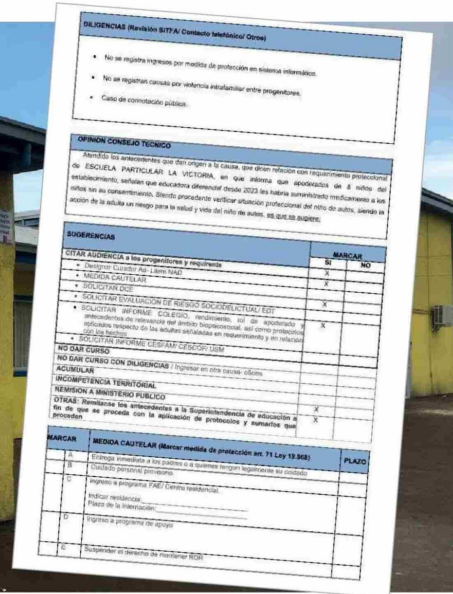 DILIGENCIAS (Revisión SITFA/ Contacto telefónico/ Otros)
• No se registra ingresos por medida de protección en sistema informático.
• No se registran causas por violencia intrafamiliar entre progenitores.
• Caso de connotación pública.
OPINIÓN CONSEJO TECNICO
Atendido los antecedentes que dan origen a la causa, que dicen relación con requerimiento proteccional
de ESCUELA PARTICULAR LA VICTORIA, en que informa que apoderados de 8 niños del
establecimiento, señalan que educadora diferencial desde 2023 les habría suministrado medicamento a los
niños sin su consentimiento. Siendo procedente verificar situación proteccional del niño de autos, siendo la
acción de la adulta un riesgo para la salud y vida del niño de autos, es que se sugiere:
SUGERENCIAS MARCAR
SI NO
CITAR AUDIENCIA a los progenitores y requirente X
• Designar Curador Ad- Litem NAD X
• MEDIDA CAUTELAR
• SOLICITAR DCE X
• SOLICITAR EVALUACIÓN DE RIESGO SOCIODELICTUAL/ EDT
• SOLICITAR INFORME COLEGIO, rendimiento, rol de apoderado y X
antecedentes de relevancia del ámbito biopsicosocial, así como protocolos
aplicados respecto de las adultas señaladas en requerimiento y en relación
con los hechos
• SOLICITAR INFORME CESFAM/ CESCOF/ USM
NO DAR CURSO
NO DAR CURSO CON DILIGENCIAS / Ingresar en otra causa- oficios
ACUMULAR
INCOMPETENCIA TERRITORIAL
REMISION A MINISTERIO PUBLICO X
OTRAS: Remítanse los antecedentes a la Superintendencia de educación a X
fin de que se proceda con la aplicación de protocolos y sumarios que
procedan
MARCAR MEDIDA CAUTELAR (Marcar medida de protección art. 71 Ley 19.968) PLAZO
A Entrega inmediata a los padres o a quienes tengan legalmente su cuidado
B Cuidado personal provisorio.
C Ingreso a programa FAE/ Centro residencial.
Indicar residencia:
Plazo de la internación:
D Ingreso a programa de apoyo
Suspender el derecho de mantener RDR